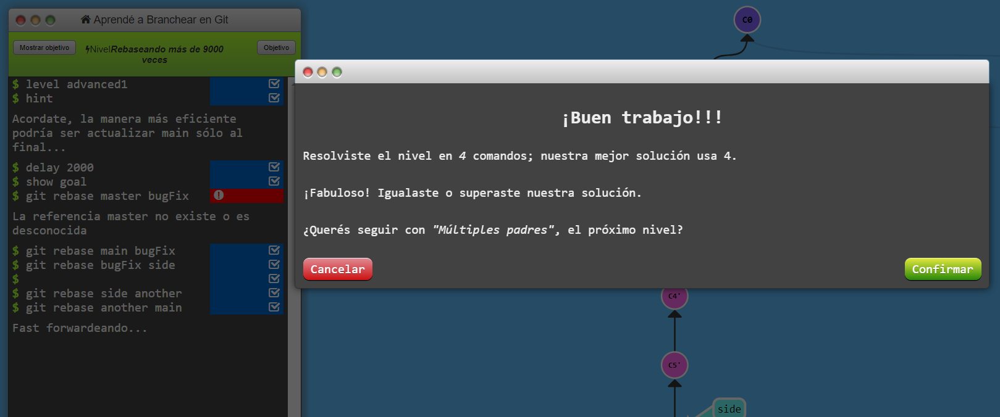 Aprendé a Branchear en Git
Mostrar objetivo
NivelRebaseando más de 9000
veces
Objetivo
$ level advanced1
$ hint
Acordate, la manera más eficiente
podría ser actualizar main sólo al
final...
$ delay 2000
$ show goal
$ git rebase master bugFix
La referencia master no existe o es
desconocida
$ git rebase main bugFix
$ git rebase bugFix side
$
$ git rebase side another
$ git rebase another main
Fast forwardeando...
C0
¡Buen trabajo!!!
Resolviste el nivel en 4 comandos; nuestra mejor solución usa 4.
¡Fabuloso! Igualaste o superaste nuestra solución.
¿Querés seguir con "Múltiples padres", el próximo nivel?
Cancelar
Confirmar
C4'
C5'
side